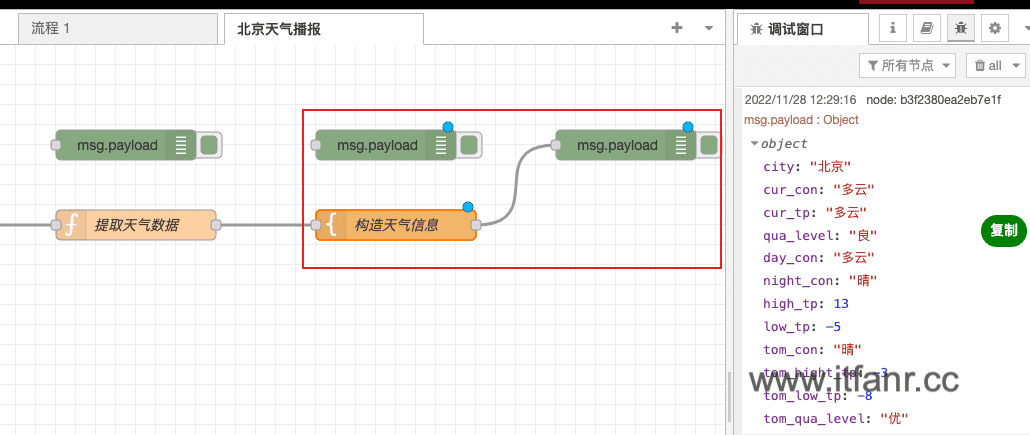 流程 1
北京天气播报
调试窗口
所有节点
all
2022/11/28 12:29:16 node: b3f2380ea2eb7e1f
msg.payload : Object
object
city: "北京"
cur_con: "多云"
cur_tp: "多云"
qua_level: "良"
day_con: "多云"
night_con: "晴"
high_tp: 13
low_tp: -5
tom_con: "晴"
tom_hight_tp: -3
tom_low_tp: -8
tom_qua_level: "优"
msg.payload
msg.payload
msg.payload
提取天气数据
构造天气信息
复制
www.itfanr.cc